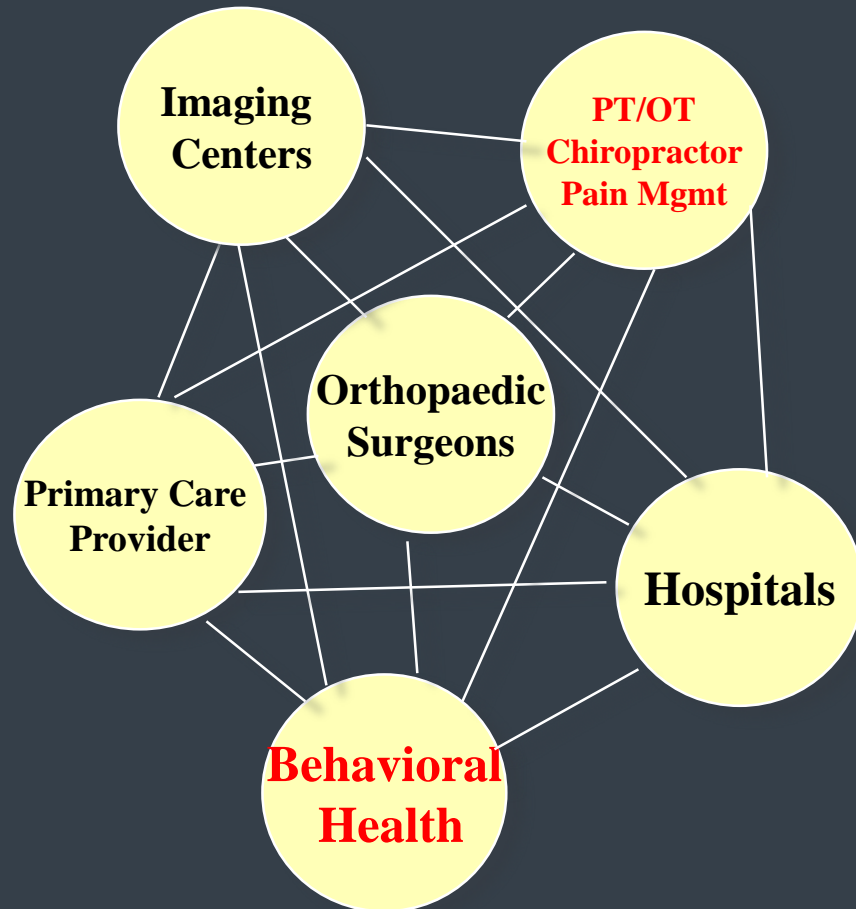 Imaging
Centers
PT/OT
Chiropractor
Pain Mgmt
Orthopaedic
Surgeons
Primary Care
Provider
Hospitals
Behavioral
Health